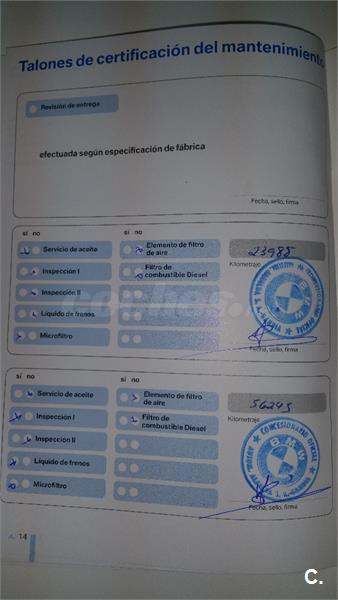 Talones de certificación del mantenimiento
Revisión de entrega
efectuada según especificación de fábrica
Fecha, sello, firma
sí no
sí no
Servicio de aceite
Elemento de filtro
de aire
23985
Inspección I
Filtro de
combustible Diesel
Kilometraje
Inspección II
Líquido de frenos
BMW
Microfiltro
Fecha, sello, firma
sí no
sí no
Servicio de aceite
Elemento de filtro
de aire
56245
Inspección I
Filtro de
combustible Diesel
Kilometraje
CONCESIONARIO OFICIAL
Inspección II
BMW
Líquido de frenos
Microfiltro
Fecha, sello, firma
14
C.